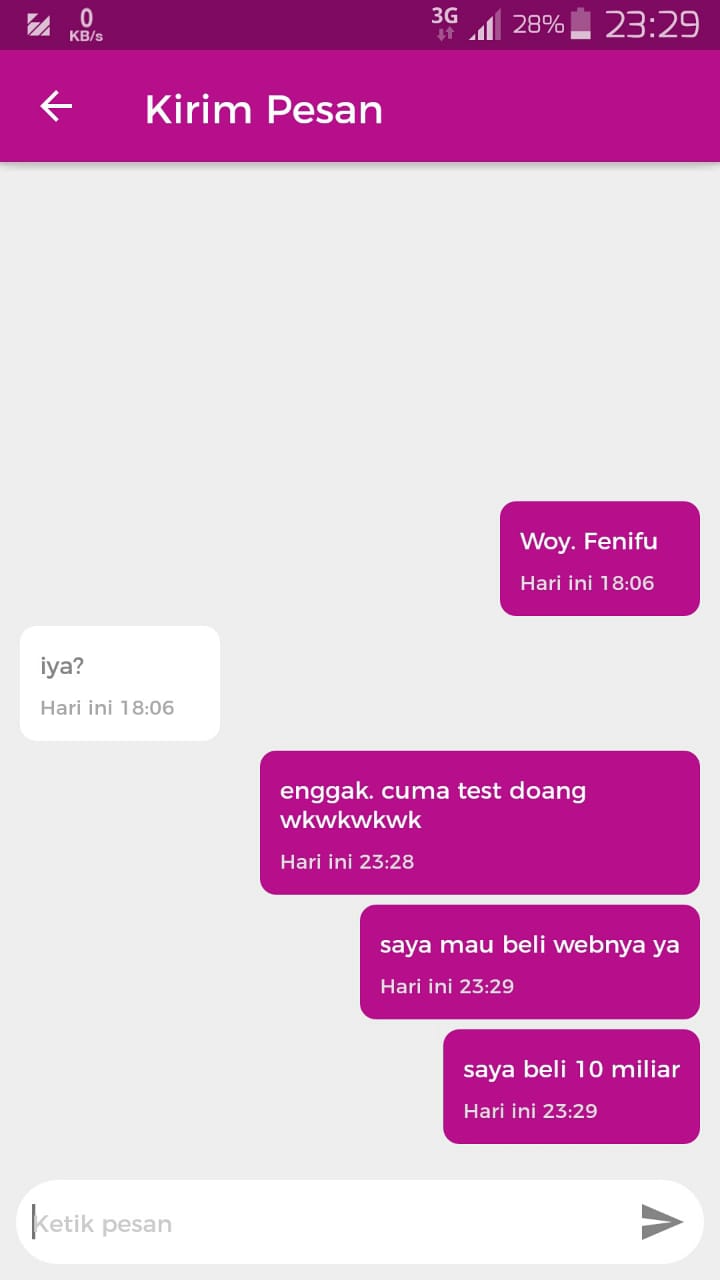 0
KB/s
3G
28%
23:29
Kirim Pesan
Woy. Fenifu
Hari ini 18:06
iya?
Hari ini 18:06
enggak. cuma test doang
wkwkwkwk
Hari ini 23:28
saya mau beli webnya ya
Hari ini 23:29
saya beli 10 miliar
Hari ini 23:29
Ketik pesan